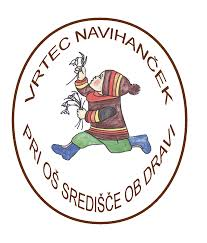 VRTEC NAVIHANČEK
PRI OŠ SREDIŠČE OB DRAVI